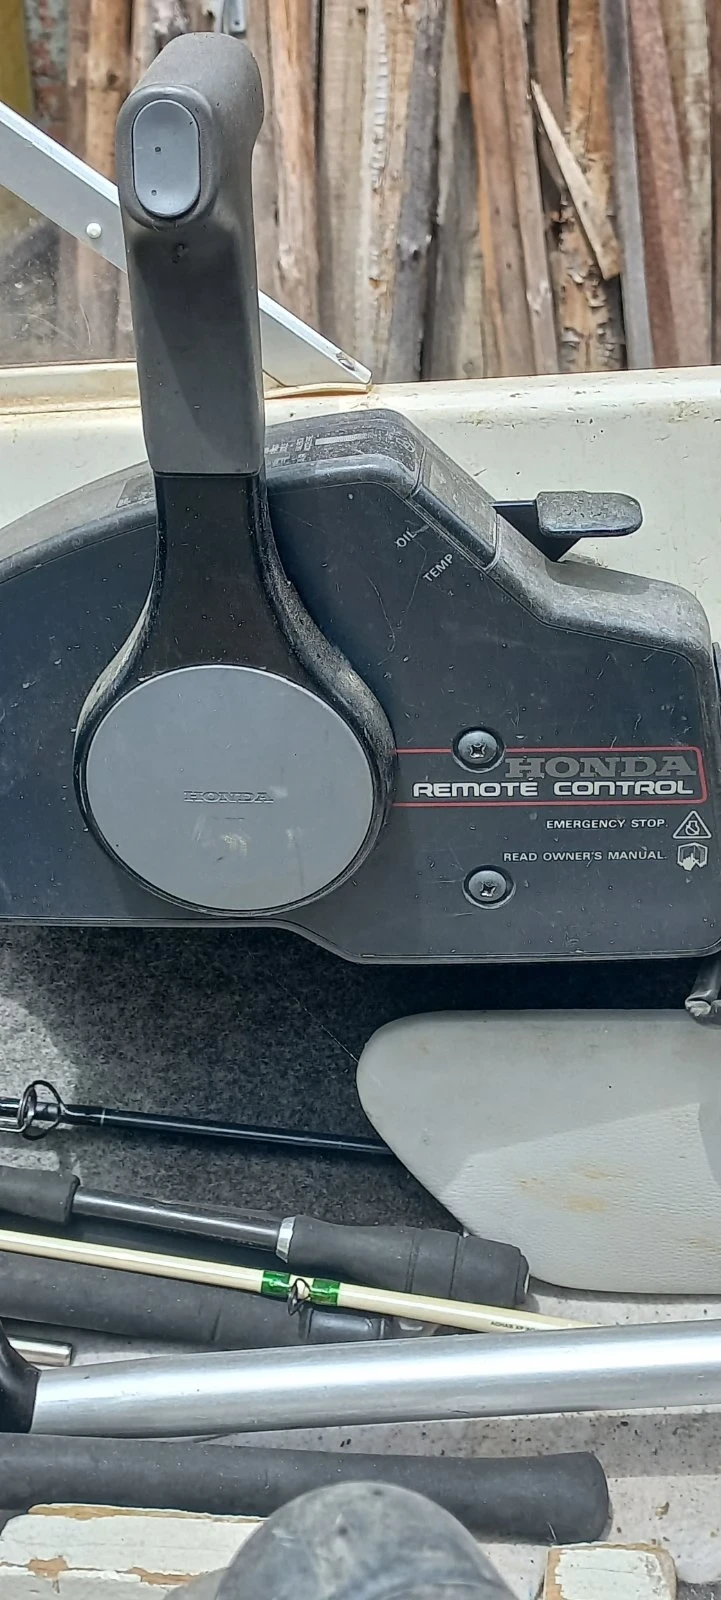 OIL
TEMP
HONDA
HONDA
REMOTE CONTROL
EMERGENCY STOP.
READ OWNER'S MANUAL.